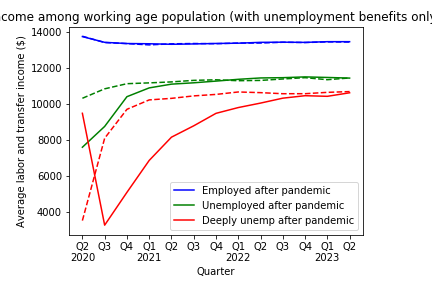 come among working age population (with unemployment benefits only
Average labor and transfer income ($)
14000
12000
10000
8000
6000
4000
Employed after pandemic
Unemployed after pandemic
Deeply unemp after pandemic
Q2 Q3 Q4 Q1 Q2 Q3 Q4 Q1 Q2 Q3 Q4 Q1 Q2
2020 2021 2022 2023
Quarter